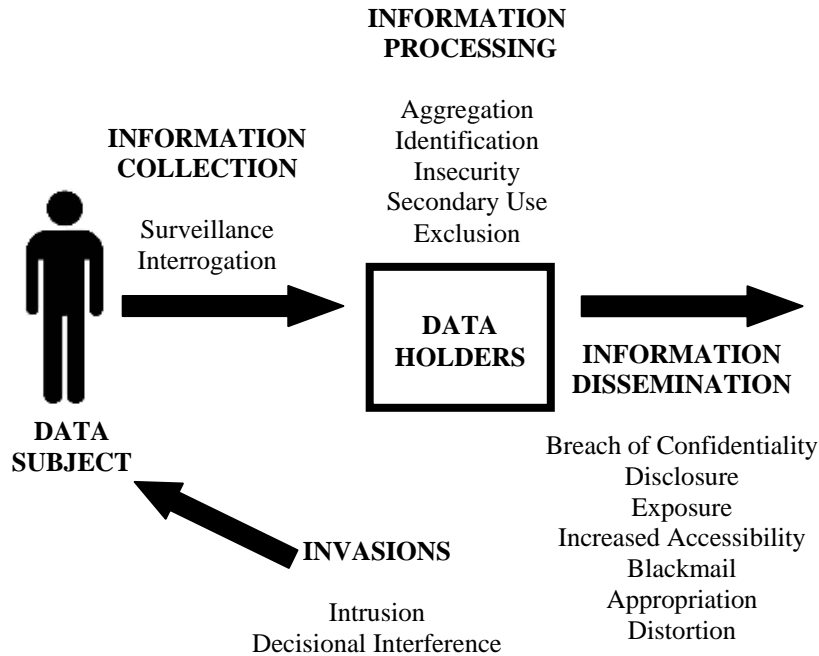 INFORMATION
PROCESSING
Aggregation
Identification
Insecurity
Secondary Use
Exclusion
INFORMATION
COLLECTION
Surveillance
Interrogation
DATA
HOLDERS
INFORMATION
DISSEMINATION
Breach of Confidentiality
Disclosure
Exposure
Increased Accessibility
Blackmail
Appropriation
Distortion
DATA
SUBJECT
INVASIONS
Intrusion
Decisional Interference